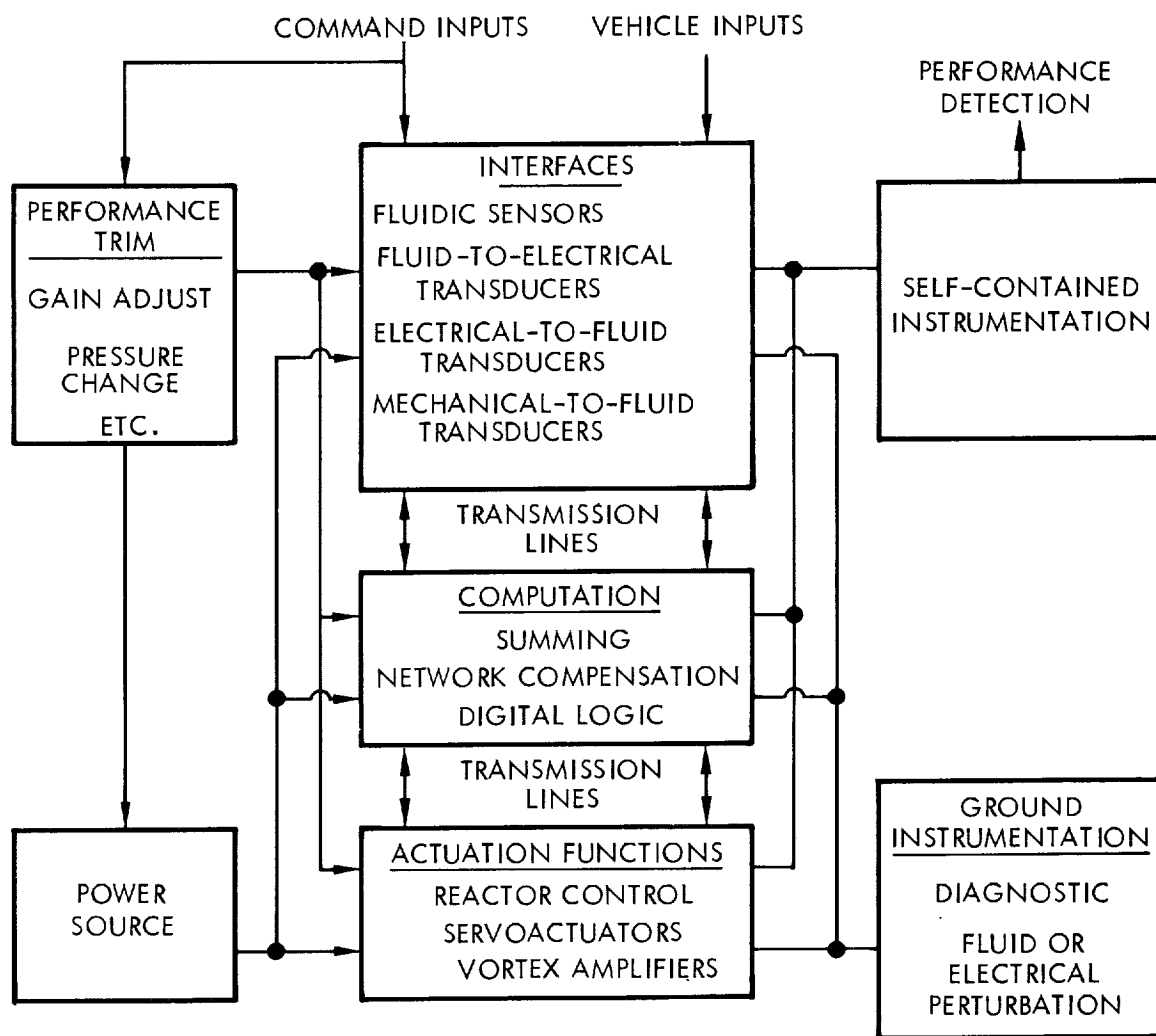 COMMAND INPUTS
VEHICLE INPUTS
PERFORMANCE
DETECTION
PERFORMANCE
TRIM
GAIN ADJUST
PRESSURE
CHANGE
ETC.
INTERFACES
FLUIDIC SENSORS
FLUID-TO-ELECTRICAL
TRANSDUCERS
ELECTRICAL-TO-FLUID
TRANSDUCERS
MECHANICAL-TO-FLUID
TRANSDUCERS
SELF-CONTAINED
INSTRUMENTATION
TRANSMISSION
LINES
COMPUTATION
SUMMING
NETWORK COMPENSATION
DIGITAL LOGIC
TRANSMISSION
LINES
POWER
SOURCE
ACTUATION FUNCTIONS
REACTOR CONTROL
SERVOACTUATORS
VORTEX AMPLIFIERS
GROUND
INSTRUMENTATION
DIAGNOSTIC
FLUID OR
ELECTRICAL
PERTURBATION